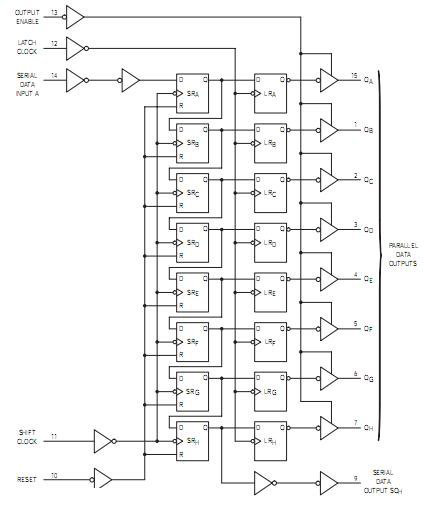 OUTPUT
ENABLE 13
LATCH
CLOCK 12
SERIAL
DATA
INPUT A 14
D Q SRA R
D Q LRA
15 QA
D Q SRB R
D Q LRB
1 QB
D Q SRC R
D Q LRC
2 QC
D Q SRD R
D Q LRD
3 QD
D Q SRE R
D Q LRE
4 QE
D Q SRF R
D Q LRF
5 QF
D Q SRG R
D Q LRG
6 QG
D Q SRH R
D Q LRH
7 QH
PARALLEL
DATA
OUTPUTS
SHIFT
CLOCK 11
RESET 10
9 SERIAL
DATA
OUTPUT SQH